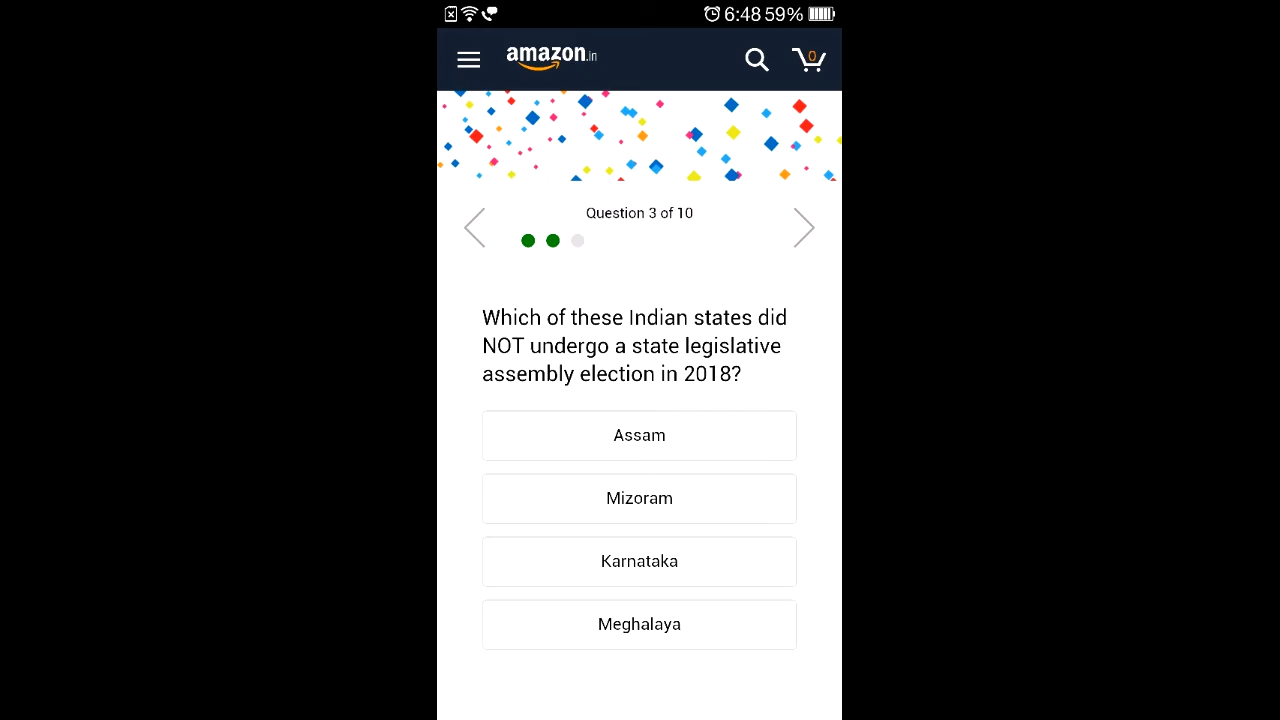 6:48 59%
amazon.in
0
Question 3 of 10
Which of these Indian states did
NOT undergo a state legislative
assembly election in 2018?
Assam
Mizoram
Karnataka
Meghalaya